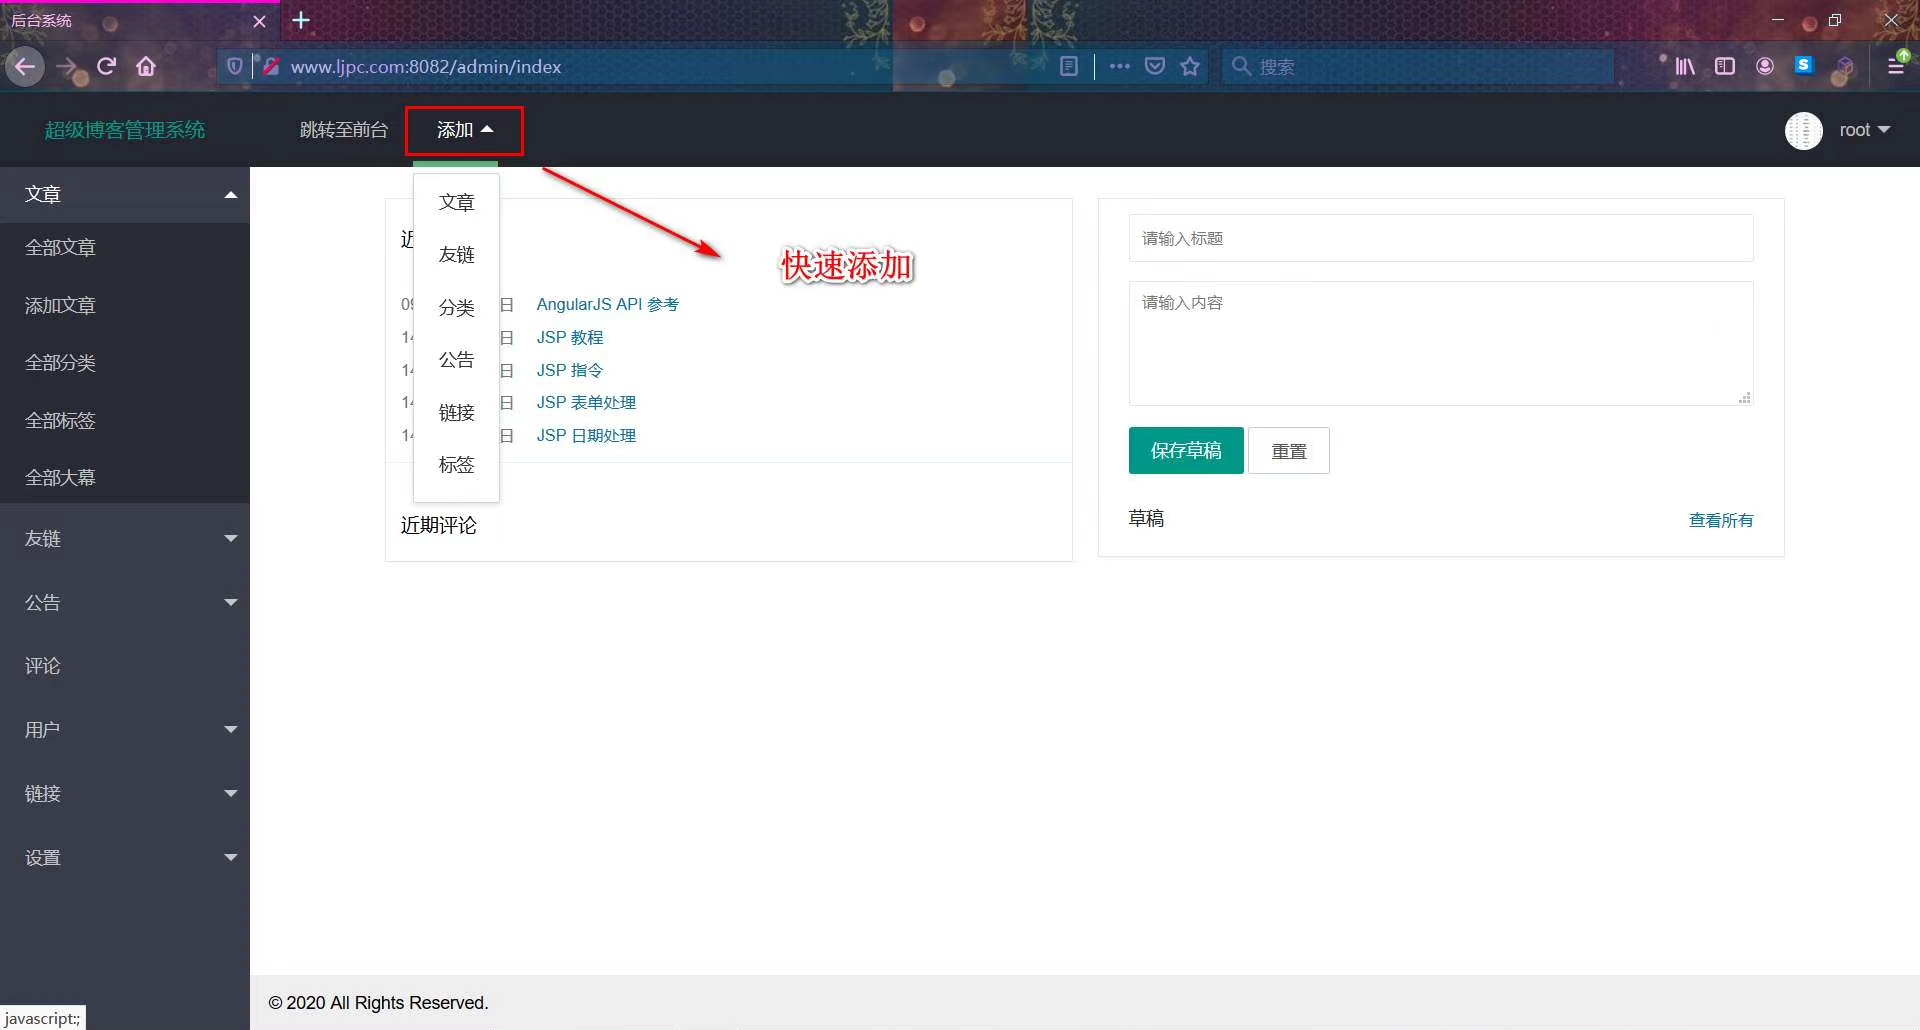 后台系统
www.ljpc.com:8082/admin/index
搜索
超级博客管理系统
跳转至前台
添加
root
文章
全部文章
添加文章
全部分类
全部标签
全部大幕
友链
公告
评论
用户
链接
设置
文章
友链
分类
公告
链接
标签
快速添加
近
09 日 AngularJS API 参考
14 日 JSP 教程
14 日 JSP 指令
14 日 JSP 表单处理
14 日 JSP 日期处理
近期评论
请输入标题
请输入内容
保存草稿
重置
草稿
查看所有
© 2020 All Rights Reserved.
javascript:;